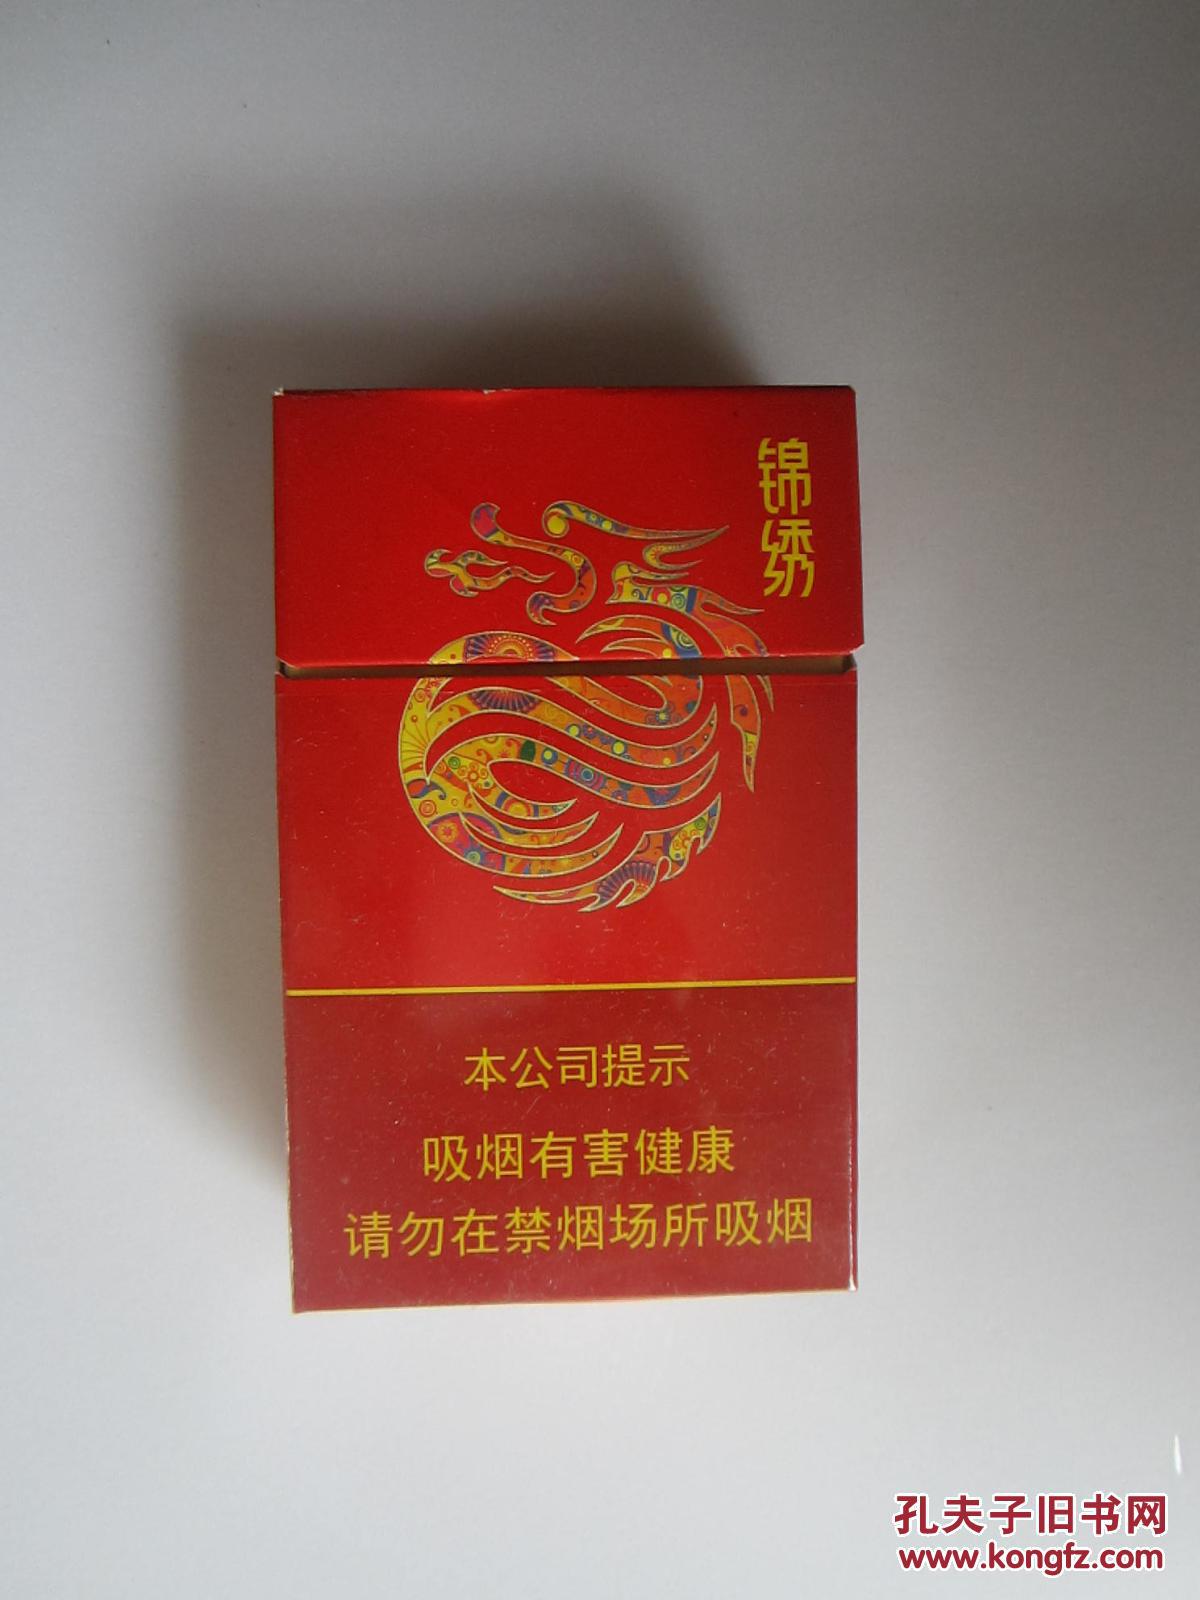 锦绣
本公司提示
吸烟有害健康
请勿在禁烟场所吸烟
孔夫子旧书网
www.kongfz.com